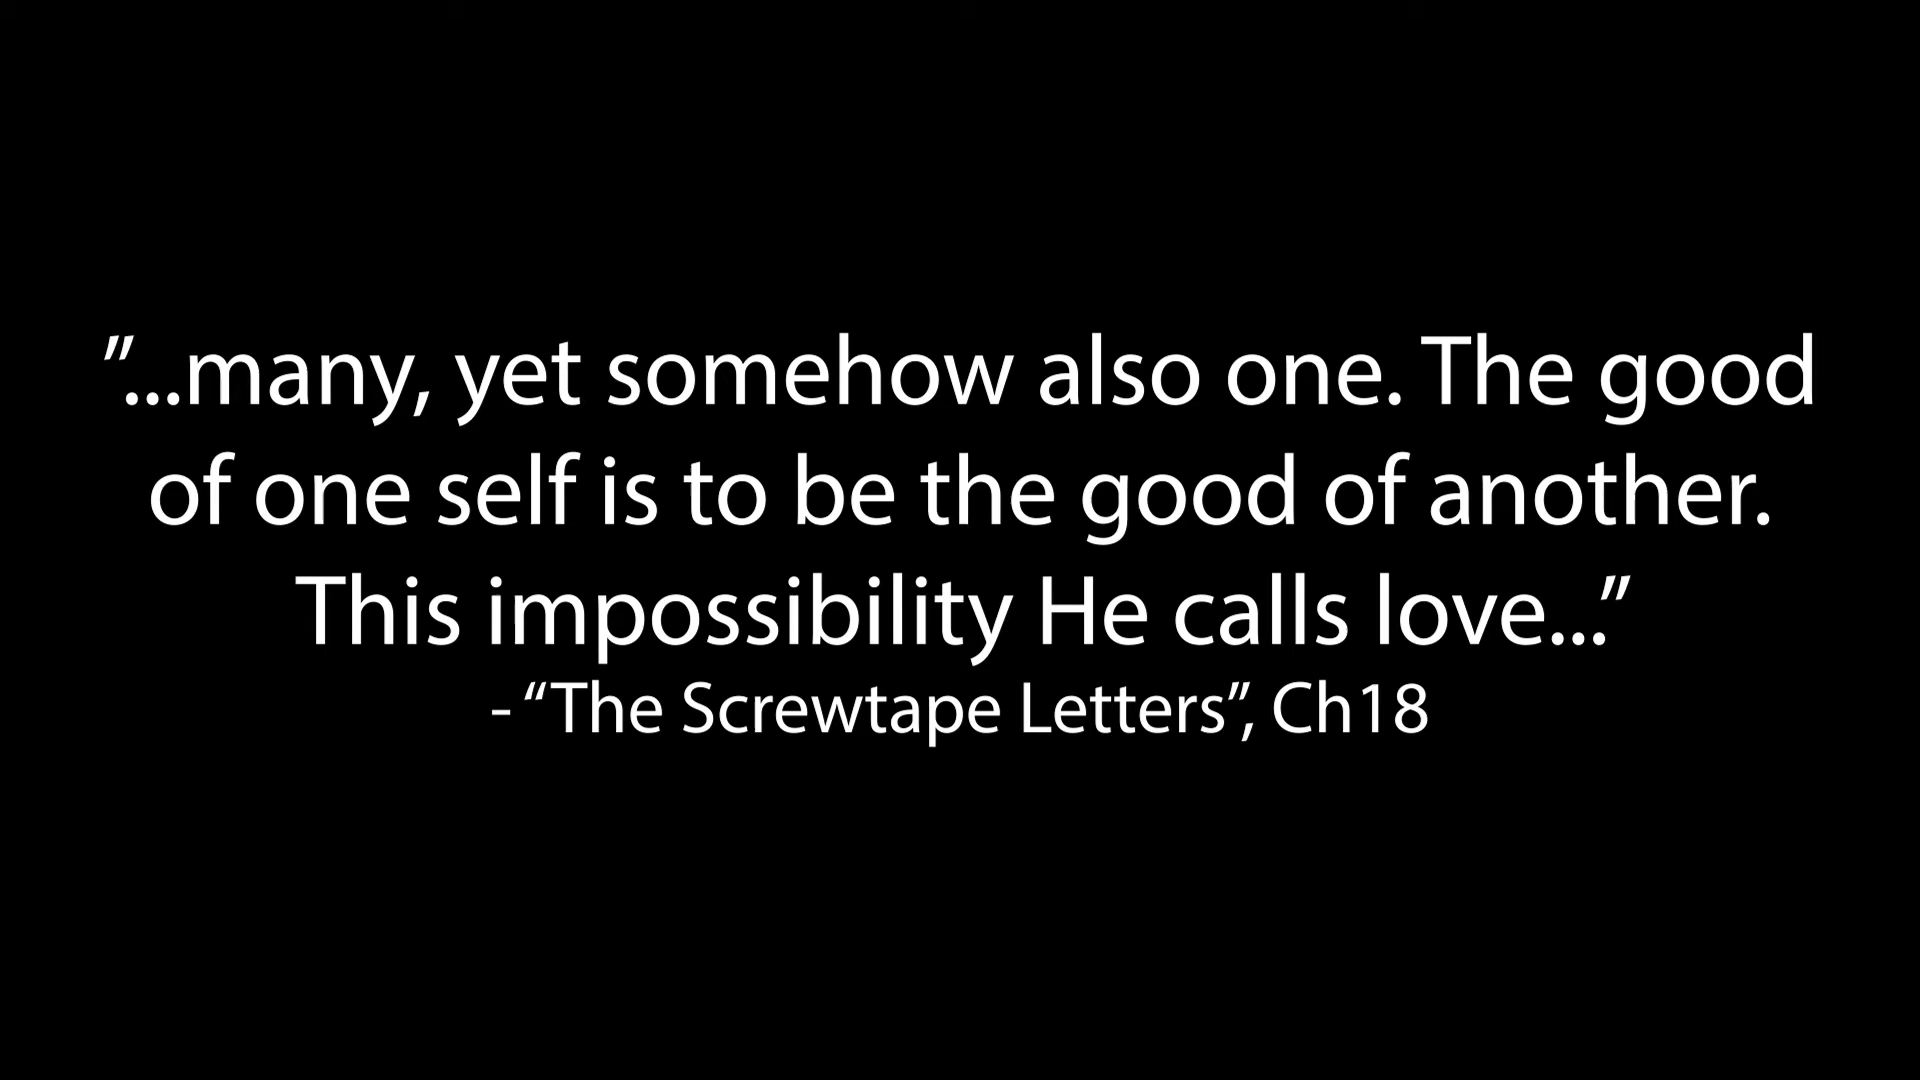 ”...many, yet somehow also one. The good
of one self is to be the good of another.
This impossibility He calls love...”
- “The Screwtape Letters”, Ch18